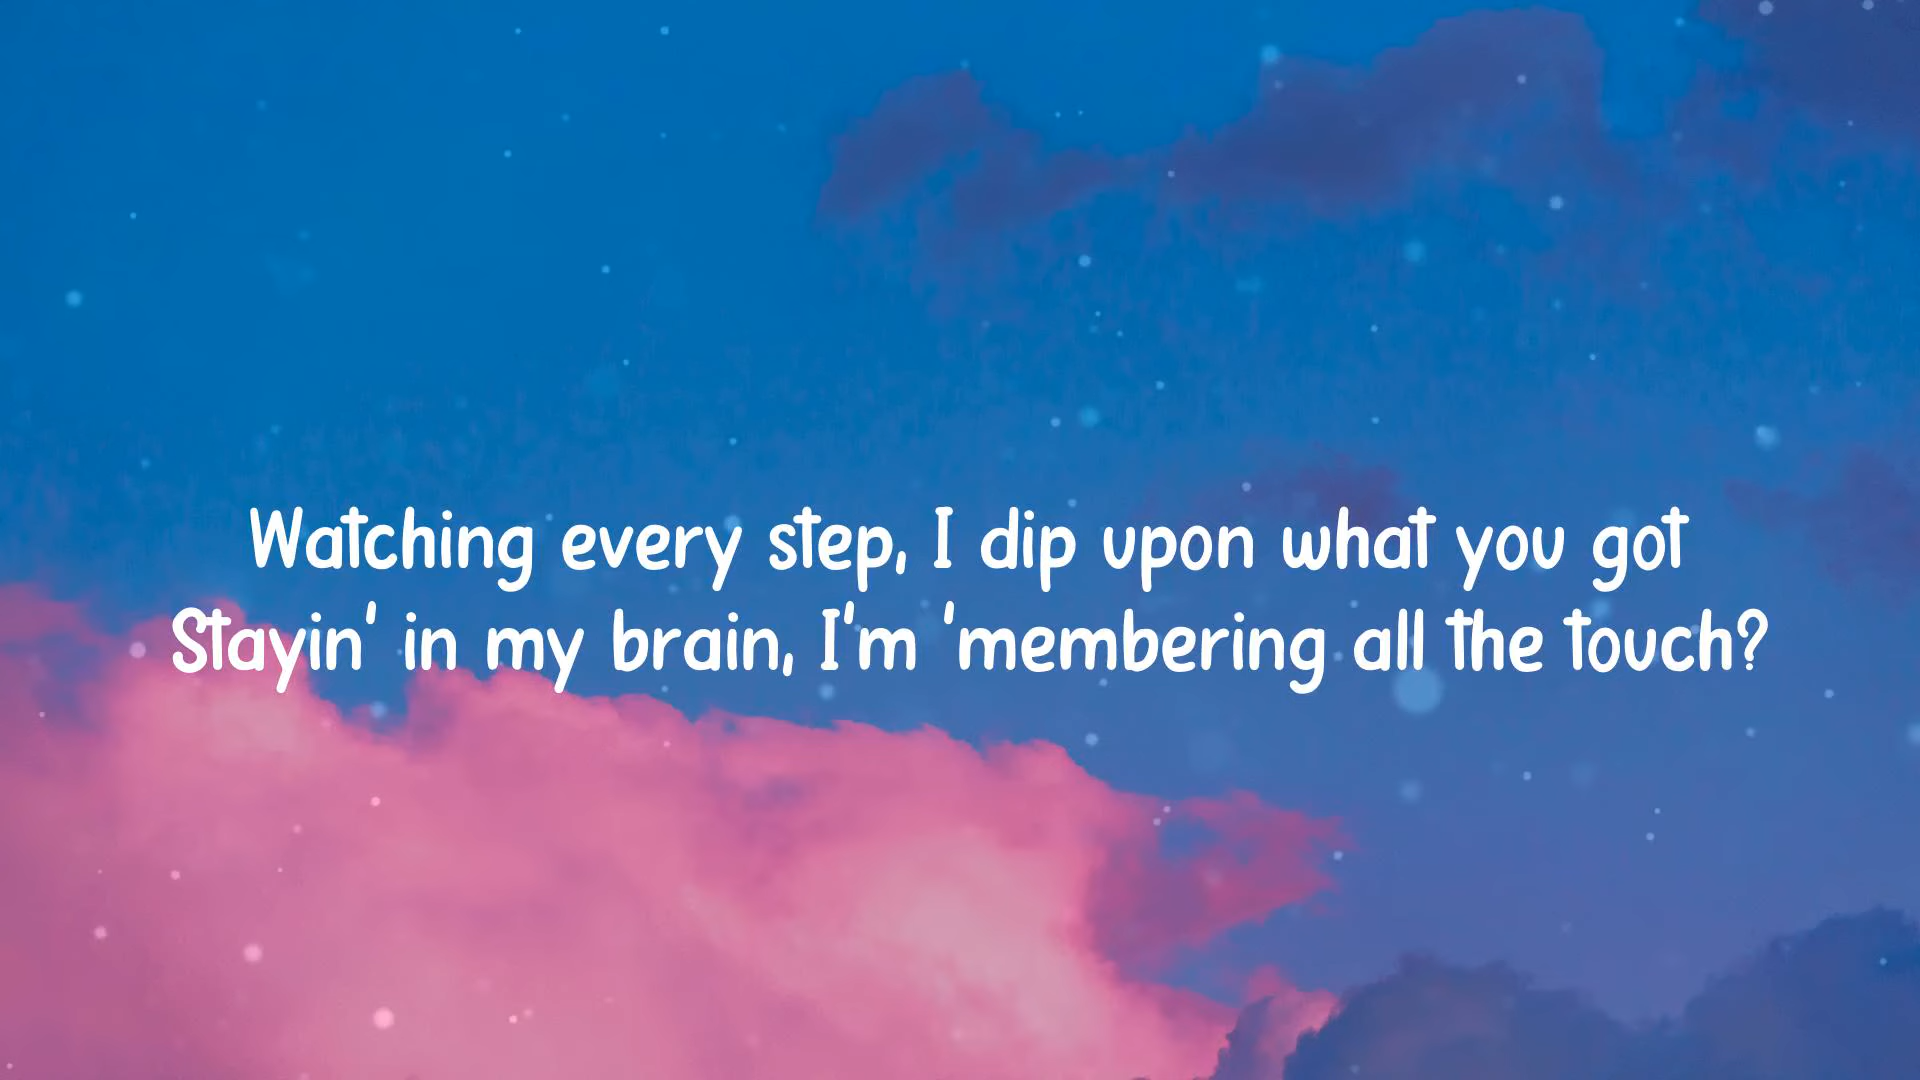 Watching every step, I dip upon what you got
Stayin' in my brain, I'm 'membering all the touch?